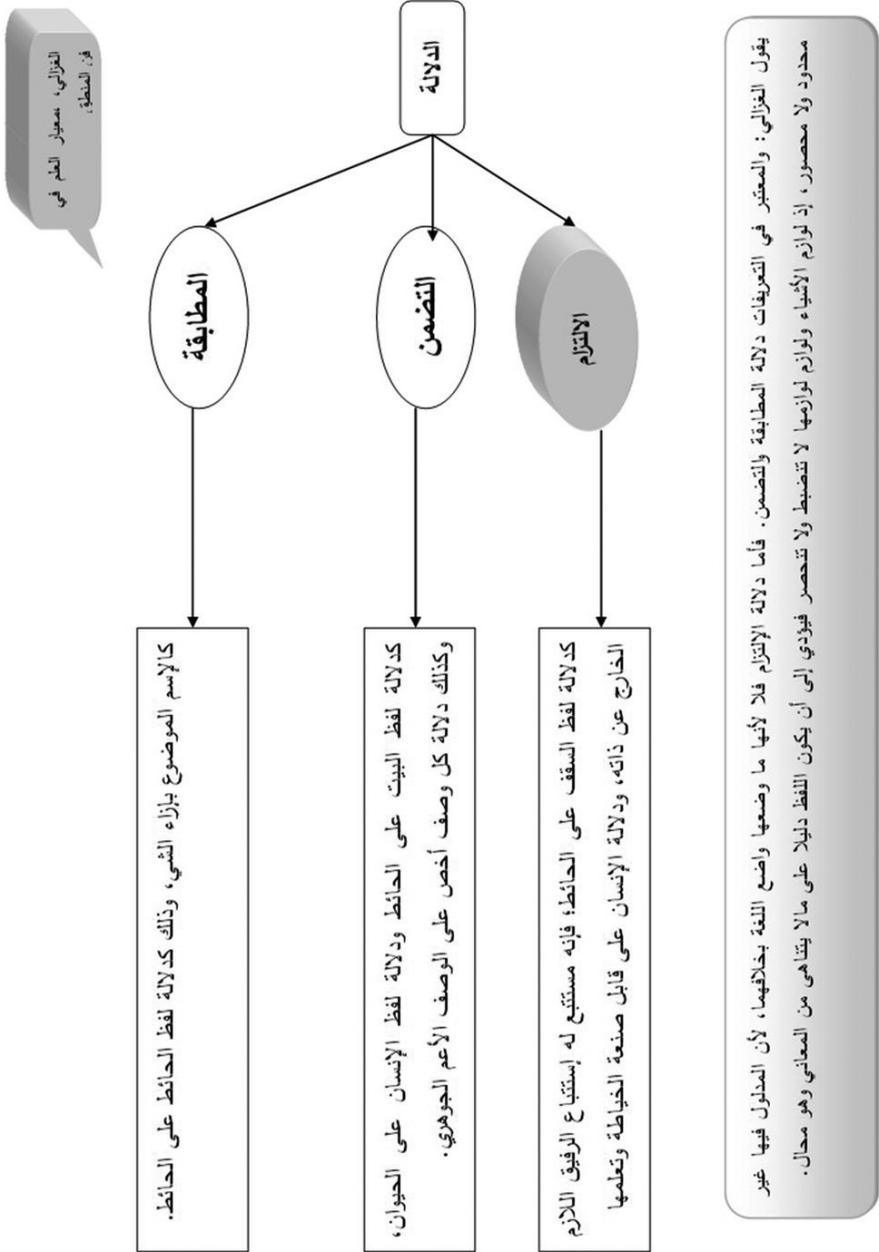 الغزالي، معيار العلم في
فن المنطق.
الدلالة
المطابقة
التضمن
الالتزام
كالإسم الموضوع بإزاء الشي، وذلك كدلالة لفظ الحائط على الحائط.
كدلالة لفظ البيت على الحائط ودلالة لفظ الإنسان على الحيوان،
وكذلك دلالة كل وصف أخص على الوصف الأعم الجوهري.
كدلالة لفظ السقف على الحائط؛ فإنه مستتبع له إستتباع الرفيق اللازم
الخارج عن ذاته، ودلالة الإنسان على قابل صنعة الخياطة وتعلمها
يقول الغزالي: والمعتبر في التعريفات دلالة المطابقة والتضمن. فأما دلالة الإلتزام فلا لأنها ما وضعها واضع اللغة بخلافهما، لأن المدلول فيها غير
محدود ولا محصور، إذ لوازم الأشياء ولوازم لوازمها لا تنضبط ولا تنحصر فيؤدي إلى أن يكون اللفظ دليلا على مالا يتناهى من المعاني وهو محال.